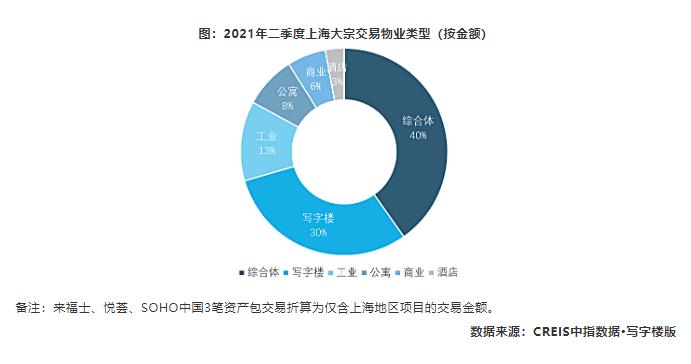 图：2021年二季度上海大宗交易物业类型（按金额）
酒店
3%
商业
6%
公寓
8%
综合体
40%
工业
13%
写字楼
30%
综合体 写字楼 工业 公寓 商业 酒店
备注：来福士、悦荟、SOHO中国3笔资产包交易折算为仅含上海地区项目的交易金额。
数据来源：CREIS中指数据•写字楼版